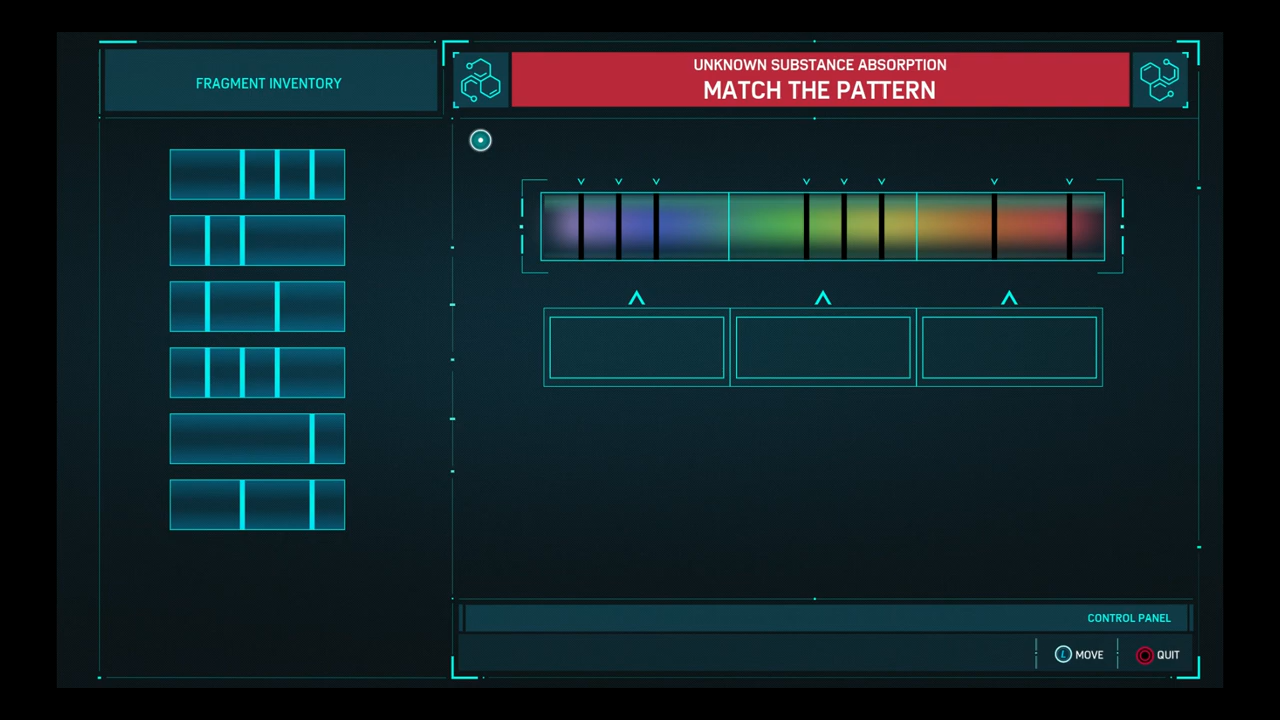 FRAGMENT INVENTORY
UNKNOWN SUBSTANCE ABSORPTION
MATCH THE PATTERN
CONTROL PANEL
L MOVE
QUIT